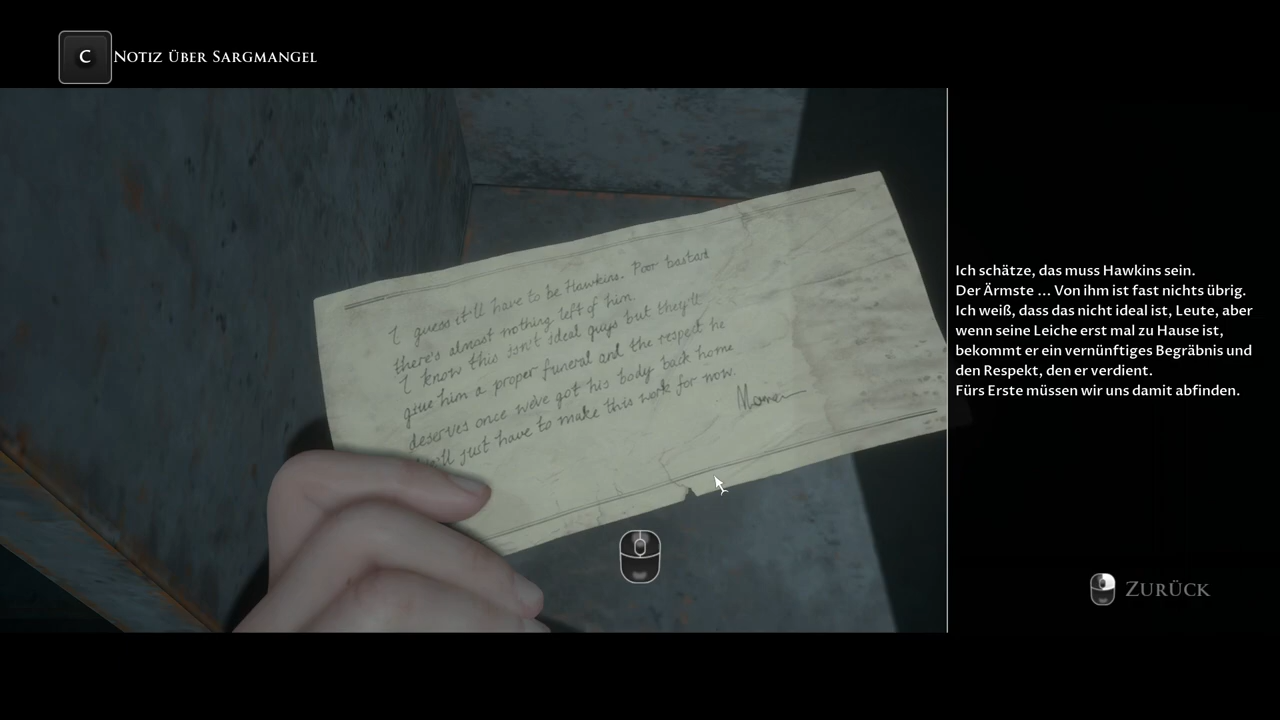 C
NOTIZ ÜBER SARGMANGEL
I guess it'll have to be Hawkins. Poor bastard
there's almost nothing left of him.
I know this isn't ideal guys but they'll
give him a proper funeral and the respect he
deserves once we've got his body back home
just have to make this work for now.
Ich schätze, das muss Hawkins sein.
Der Ärmste ... Von ihm ist fast nichts übrig.
Ich weiß, dass das nicht ideal ist, Leute, aber
wenn seine Leiche erst mal zu Hause ist,
bekommt er ein vernünftiges Begräbnis und
den Respekt, den er verdient.
Fürs Erste müssen wir uns damit abfinden.
ZURÜCK